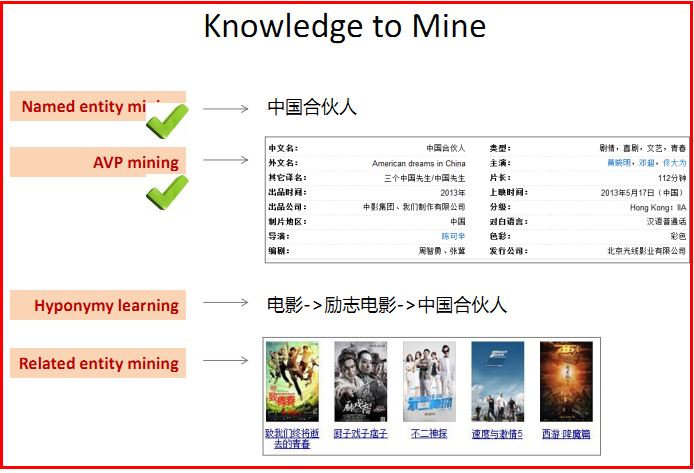 Knowledge to Mine
Named entity mining
中国合伙人
AVP mining
中文名： 中国合伙人 类型： 剧情，喜剧，文艺，青春
外文名： American dreams in China 主演： 黄晓明，邓超，佟大为
其它译名： 三个中国先生/中国先生 片长： 112分钟
出品时间： 2013年 上映时间： 2013年5月17日（中国）
出品公司： 中影集团、我们制作有限公司 分级： Hong Kong：IIA
制片地区： 中国 对白语言： 汉语普通话
导演： 陈可辛 色彩： 彩色
编剧： 周智勇、张冀 发行公司： 北京光线影业有限公司
Hyponymy learning
电影->励志电影->中国合伙人
Related entity mining
致青春
不二神探
致我们终将逝
去的青春
厨子戏子痞子
不二神探
速度与激情5
西游·降魔篇